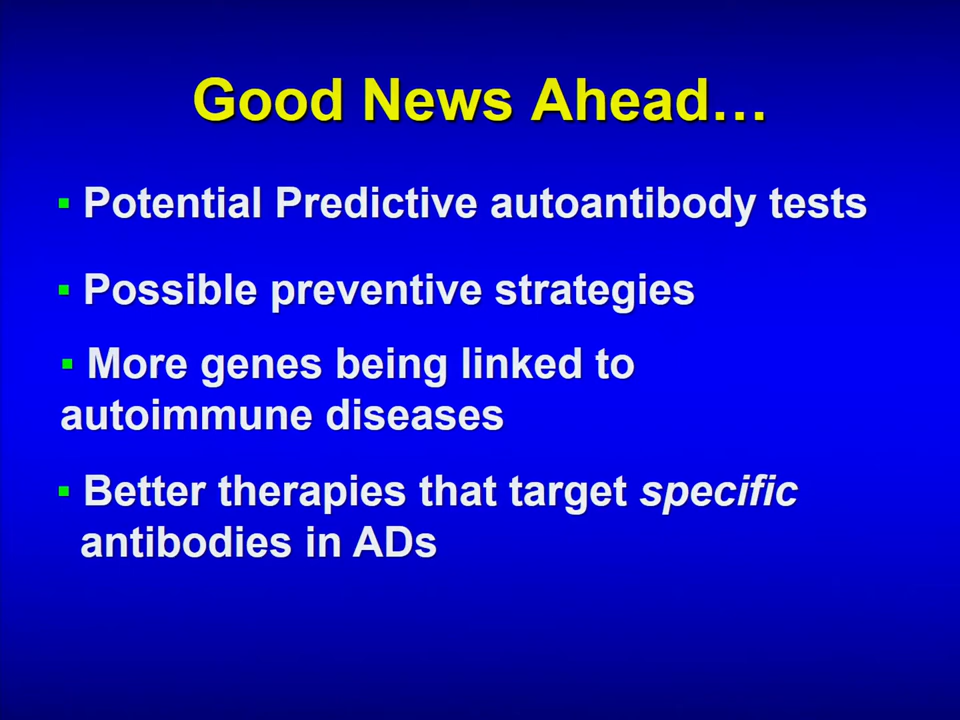 Good News Ahead…
▪ Potential Predictive autoantibody tests
▪ Possible preventive strategies
▪ More genes being linked to
autoimmune diseases
▪ Better therapies that target specific
antibodies in ADs